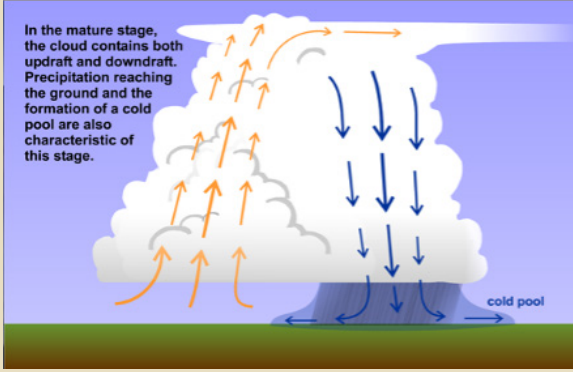 In the mature stage,
the cloud contains both
updraft and downdraft.
Precipitation reaching
the ground and the
formation of a cold
pool are also
characteristic of
this stage.
cold pool